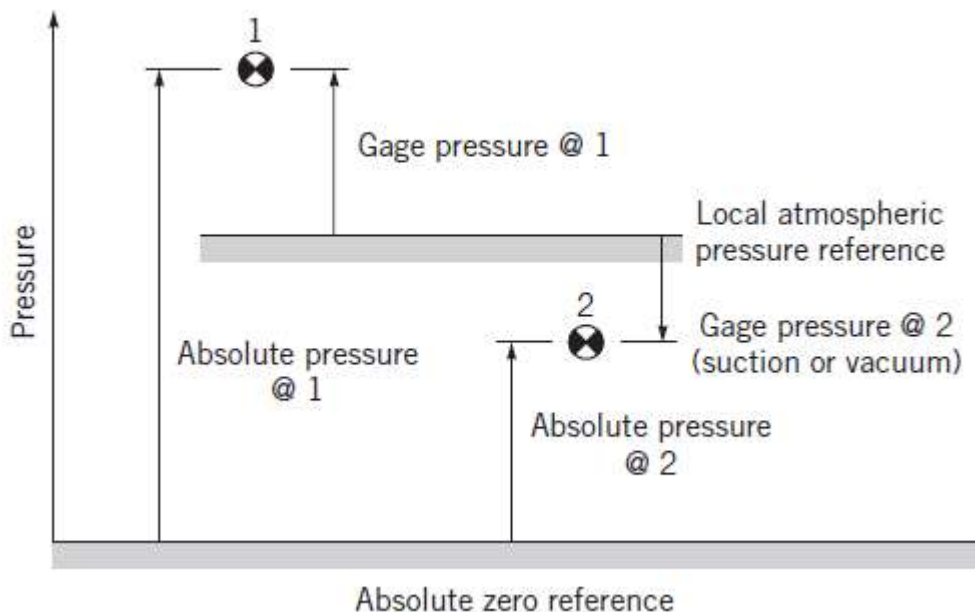 1
Gage pressure @ 1
Local atmospheric
pressure reference
Pressure
2
Gage pressure @ 2
(suction or vacuum)
Absolute pressure
@ 1
Absolute pressure
@ 2
Absolute zero reference